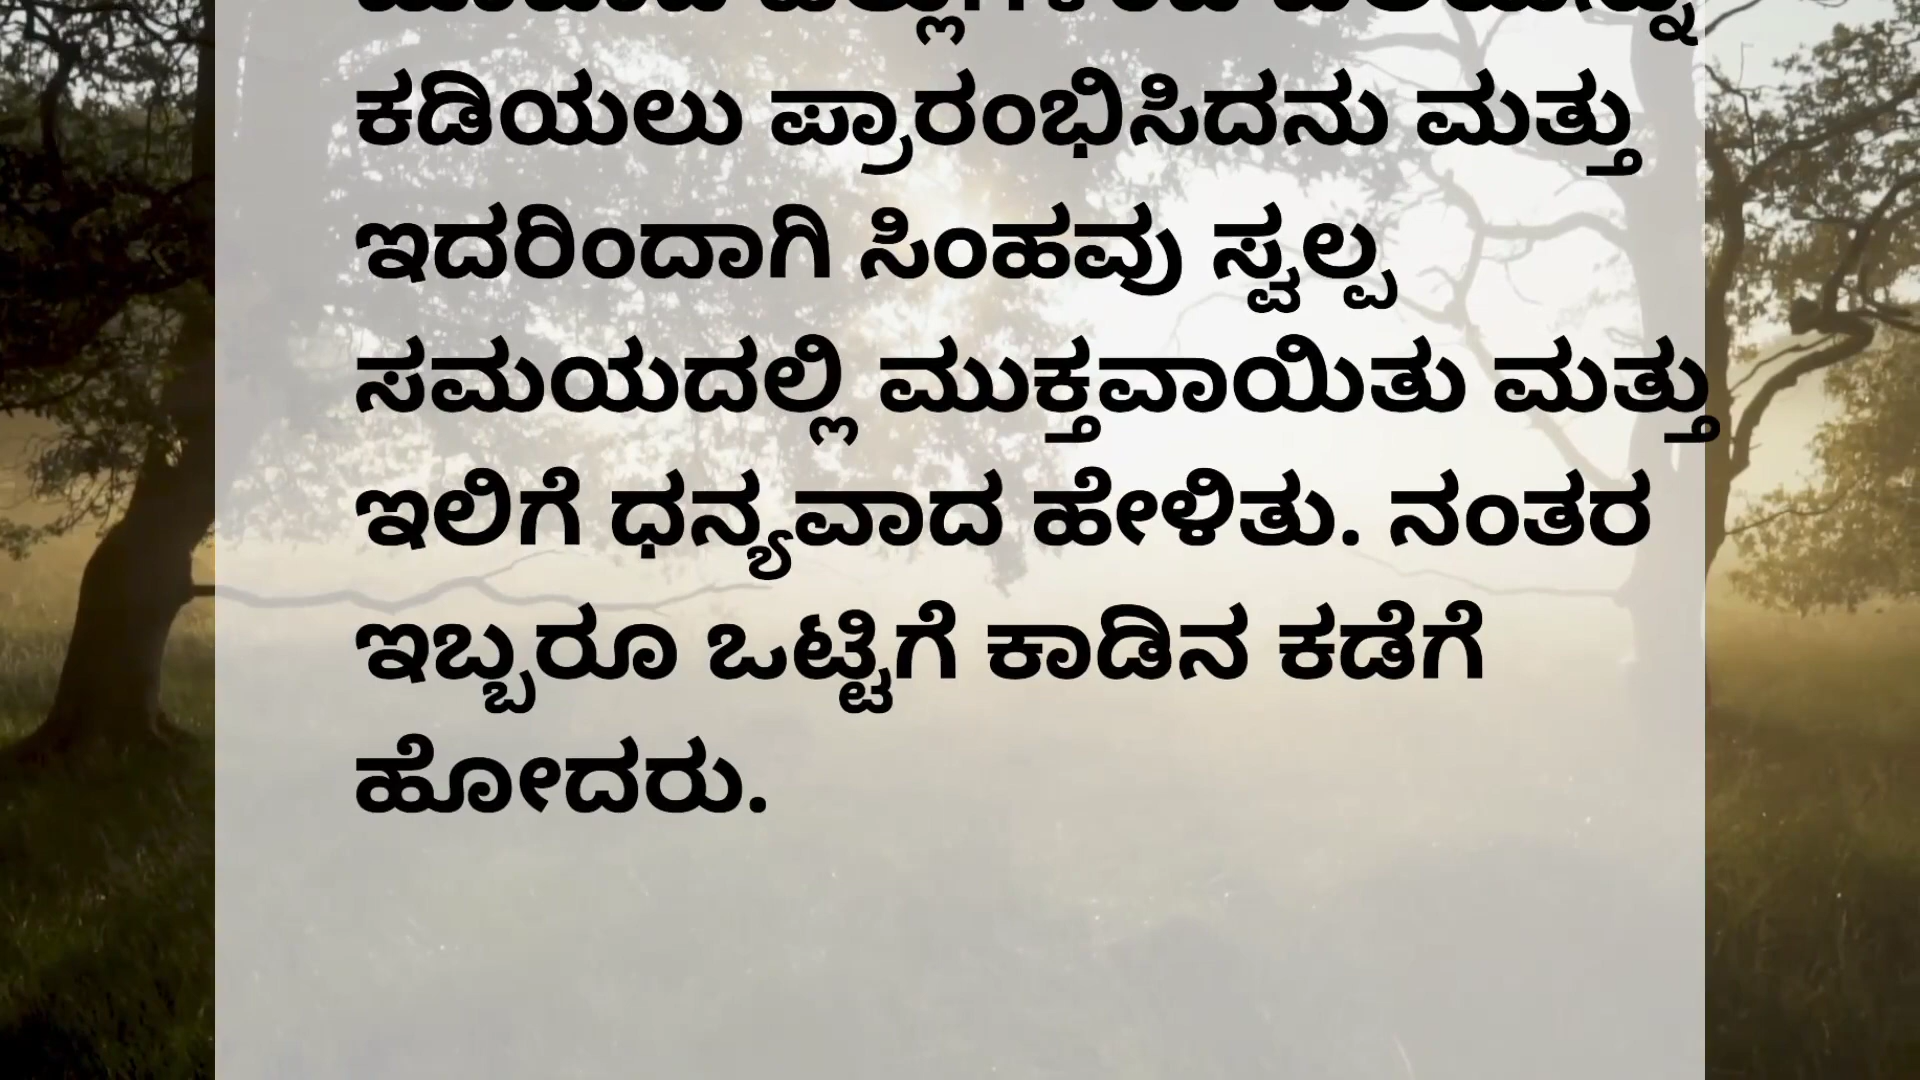 ಕಡಿಯಲು ಪ್ರಾರಂಭಿಸಿದನು ಮತ್ತು
ಇದರಿಂದಾಗಿ ಸಿಂಹವು ಸ್ವಲ್ಪ
ಸಮಯದಲ್ಲಿ ಮುಕ್ತವಾಯಿತು ಮತ್ತು
ಇಲಿಗೆ ಧನ್ಯವಾದ ಹೇಳಿತು. ನಂತರ
ಇಬ್ಬರೂ ಒಟ್ಟಿಗೆ ಕಾಡಿನ ಕಡೆಗೆ
ಹೋದರು.